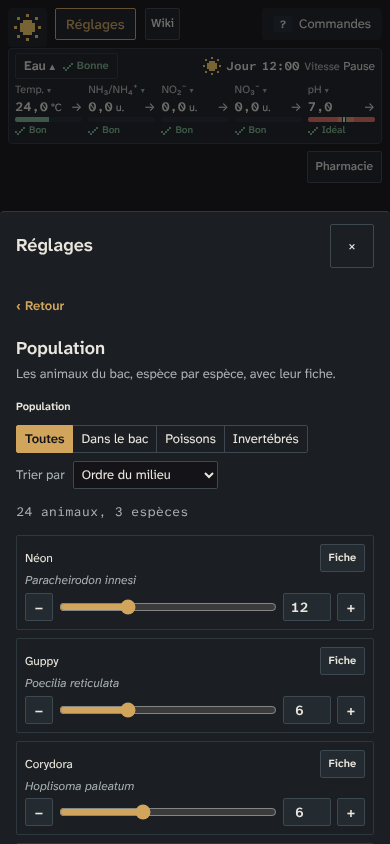 Réglages
Wiki
? Commandes
Eau ▴ Bonne
Jour 12:00 Vitesse Pause
Temp. ▾ NH₃/NH₄⁺ ▾ NO₂⁻ ▾ NO₃⁻ ▾ pH ▾
24,0 °C → 0,0 u. → 0,0 u. → 0,0 u. → 7,0 →
Bon Bon Bon Bon Idéal
Pharmacie
Réglages ×
‹ Retour
Population
Les animaux du bac, espèce par espèce, avec leur fiche.
Population
Toutes Dans le bac Poissons Invertébrés
Trier par Ordre du milieu
24 animaux, 3 espèces
Néon Fiche
Paracheirodon innesi
− 12 +
Guppy Fiche
Poecilia reticulata
− 6 +
Corydora Fiche
Hoplisoma paleatum
− 6 +